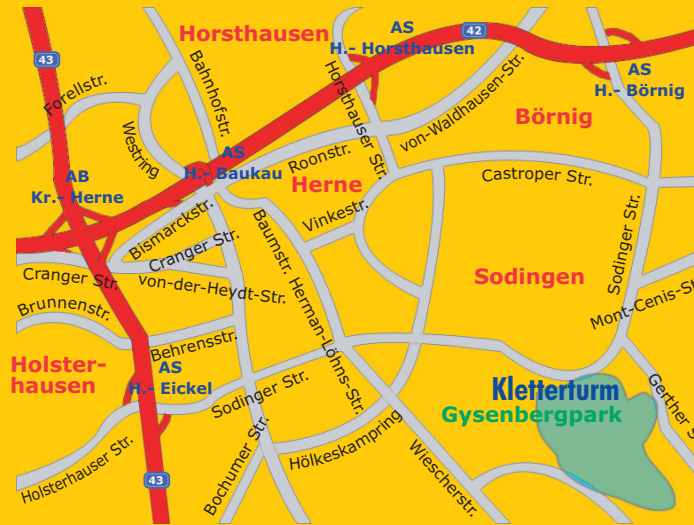 Horsthausen
AS
H.- Horsthausen
42
43
AS
H.- Börnig
Forellstr.
Bahnhofstr.
Horsthauser Str.
von-Waldhausen-Str.
Börnig
Westring
AS
H.- Baukau
Roonstr.
AB
Kr.- Herne
Herne
Castroper Str.
Bismarckstr.
Vinkestr.
Sodinger Str.
Cranger Str.
Baumstr.
Cranger Str.
von-der-Heydt-Str.
Sodingen
Herman-Löhns-Str.
Mont-Cenis-St
Brunnenstr.
Behrensstr.
Holster-
hausen
AS
H.- Eickel
Sodinger Str.
Kletterturm
Gysenbergpark
Gerther S
Holsterhauser Str.
Bochumer Str.
Hölkeskampring
Wiescherstr.
43